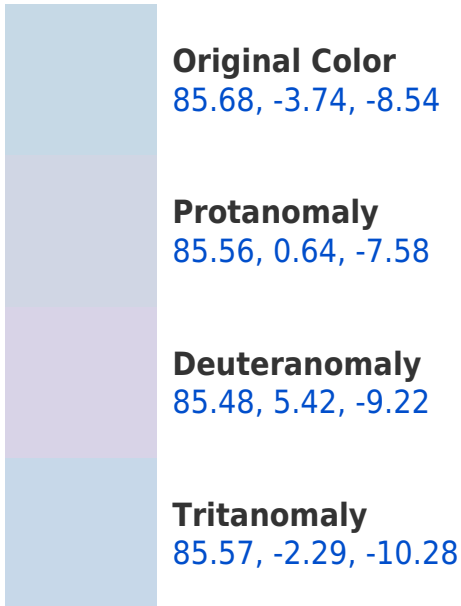 Original Color
85.68, -3.74, -8.54
Protanomaly
85.56, 0.64, -7.58
Deuteranomaly
85.48, 5.42, -9.22
Tritanomaly
85.57, -2.29, -10.28